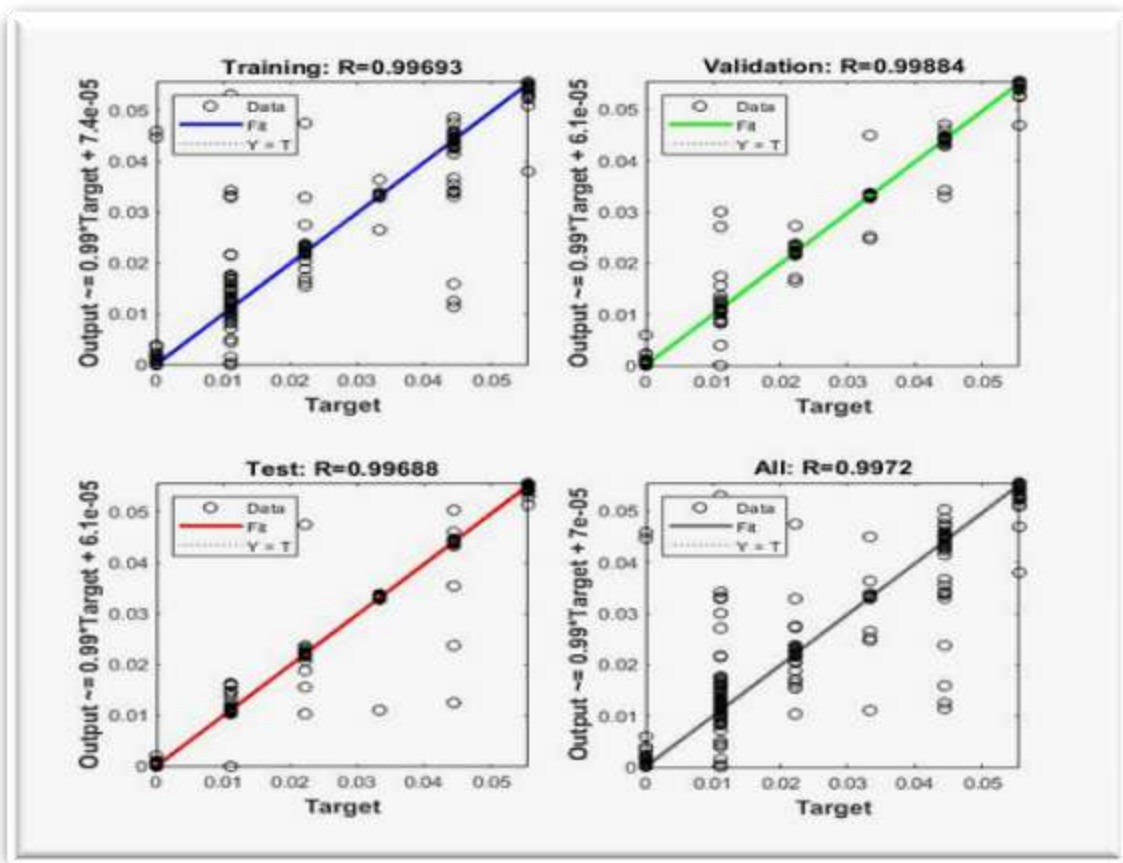 Training: R=0.99693
Output ~= 0.99*Target + 7.4e-05
0.05
0.04
0.03
0.02
0.01
0
Data
Fit
Y = T
0 0.01 0.02 0.03 0.04 0.05
Target
Validation: R=0.99884
Output ~= 0.99*Target + 6.1e-05
0.05
0.04
0.03
0.02
0.01
0
Data
Fit
Y = T
0 0.01 0.02 0.03 0.04 0.05
Target
Test: R=0.99688
Output ~= 0.99*Target + 6.1e-05
0.05
0.04
0.03
0.02
0.01
0
Data
Fit
Y = T
0 0.01 0.02 0.03 0.04 0.05
Target
All: R=0.9972
Output ~= 0.99*Target + 7e-05
0.05
0.04
0.03
0.02
0.01
0
Data
Fit
Y = T
0 0.01 0.02 0.03 0.04 0.05
Target